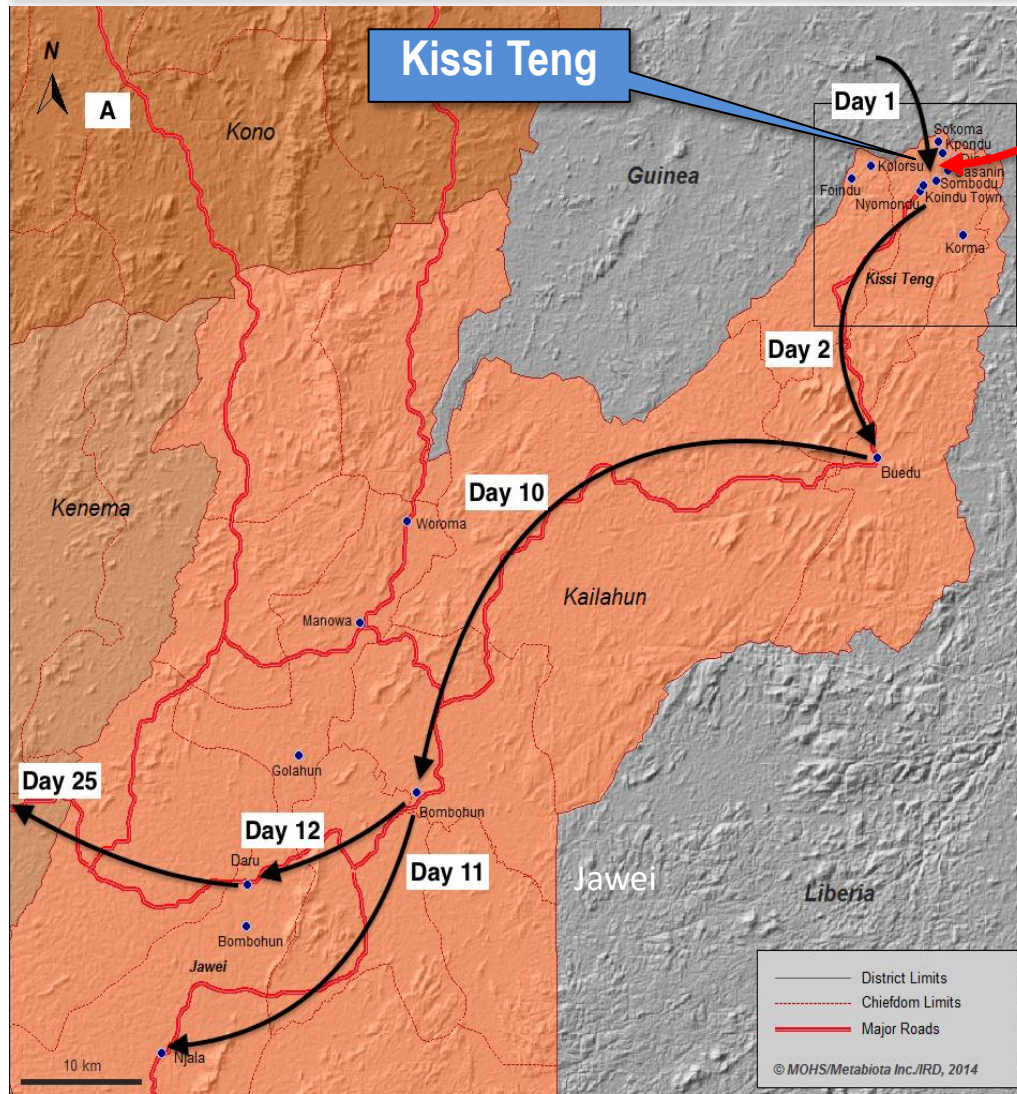 Kissi Teng
N
A
Kono
Day 1
Sokoma
Kpondu
Kolorsu
Guinea
Foindu
Sombodu
Nyomondu
Koindu Town
Korma
Kissi Teng
Day 2
Buedu
Day 10
Kenema
Woroma
Kailahun
Manowa
Golahun
Day 25
Bombohun
Day 12
Daru
Day 11
Jawei
Liberia
Bombohun
Jawei
Njala
10 km
District Limits
Chiefdom Limits
Major Roads
© MOHS/Metabiota Inc./IRD, 2014